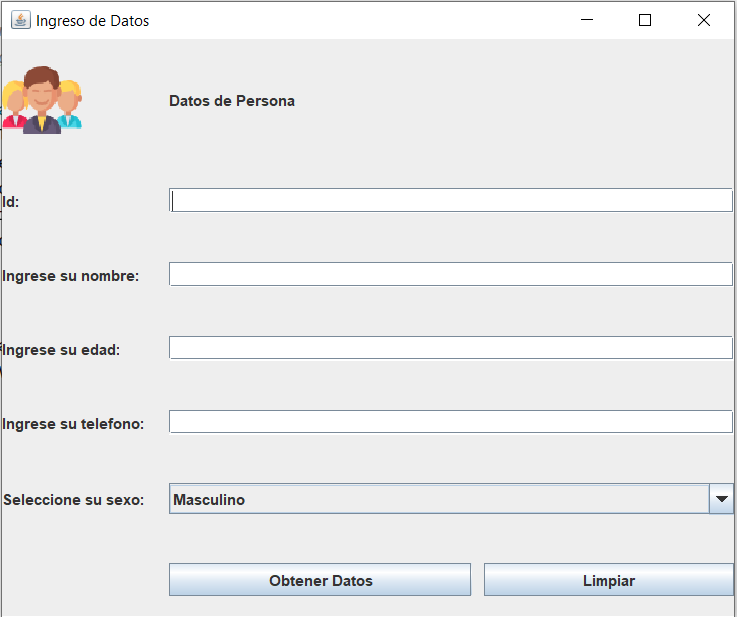 Ingreso de Datos
Datos de Persona
Id:
Ingrese su nombre:
Ingrese su edad:
Ingrese su telefono:
Seleccione su sexo: Masculino
Obtener Datos Limpiar